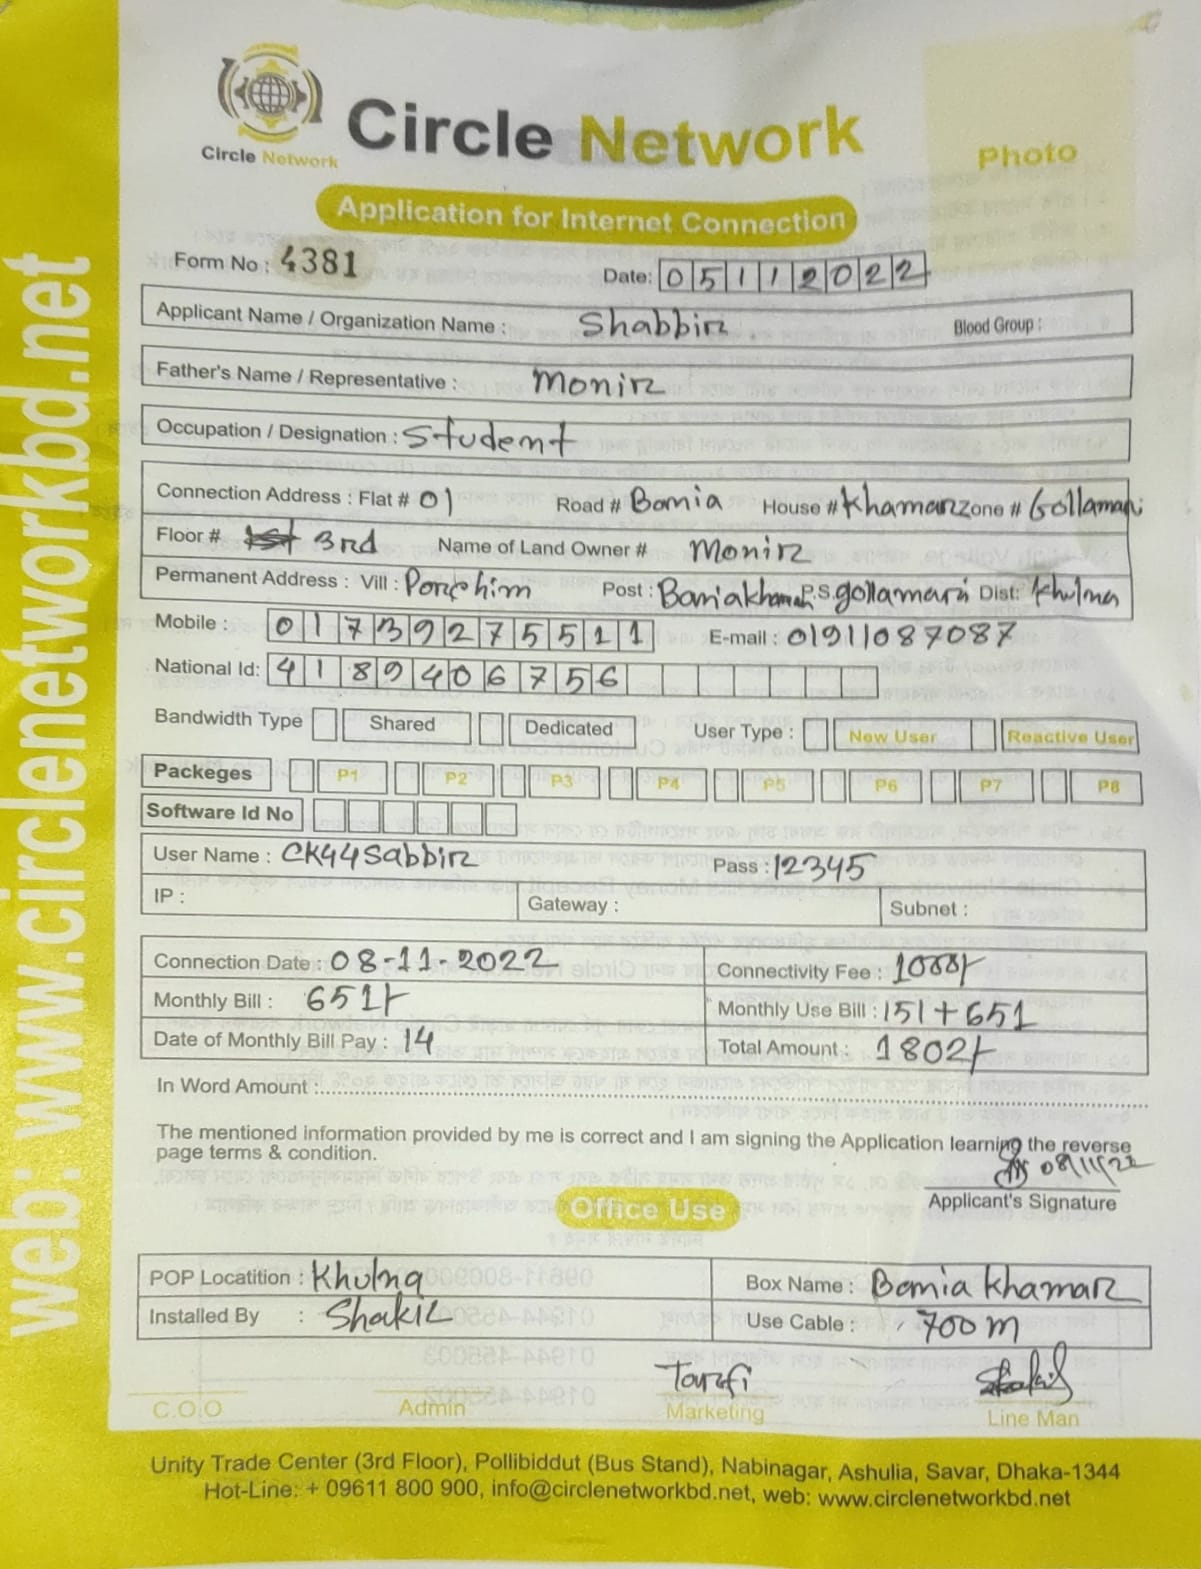 web: www.circlenetworkbd.net
Circle Network
Circle Network
Photo
Application for Internet Connection
Form No : 4381
Date: 05112022
Applicant Name / Organization Name : Shabbir Blood Group :
Father's Name / Representative : Monir
Occupation / Designation : Student
Connection Address : Flat # 01 Road # Bania House # Khamar Zone # Gollamari
Floor # 3rd Name of Land Owner # Monir
Permanent Address : Vill : Porchim Post : Baniakhamar P.S. gollamari Dist: Khulna
Mobile : 01739275511 E-mail : 01911087087
National Id: 4189406756
Bandwidth Type Shared Dedicated User Type : New User Reactive User
Packeges P1 P2 P3 P4 P5 P6 P7 P8
Software Id No
User Name : CK44Sabbir Pass : 12345
IP : Gateway : Subnet :
Connection Date : 08-11-2022 Connectivity Fee : 1000/-
Monthly Bill : 651/- Monthly Use Bill : 151+651
Date of Monthly Bill Pay : 14 Total Amount : 1802/-
In Word Amount :
The mentioned information provided by me is correct and I am signing the Application learning the reverse
page terms & condition.
08/11/22
Applicant's Signature
Office Use
POP Locatition : Khulna Box Name : Bania khamar
Installed By : Shakil Use Cable : 700 m
Shakil
C.O.O Admin Marketing Line Man
Unity Trade Center (3rd Floor), Pollibiddut (Bus Stand), Nabinagar, Ashulia, Savar, Dhaka-1344
Hot-Line: + 09611 800 900, info@circlenetworkbd.net, web: www.circlenetworkbd.net